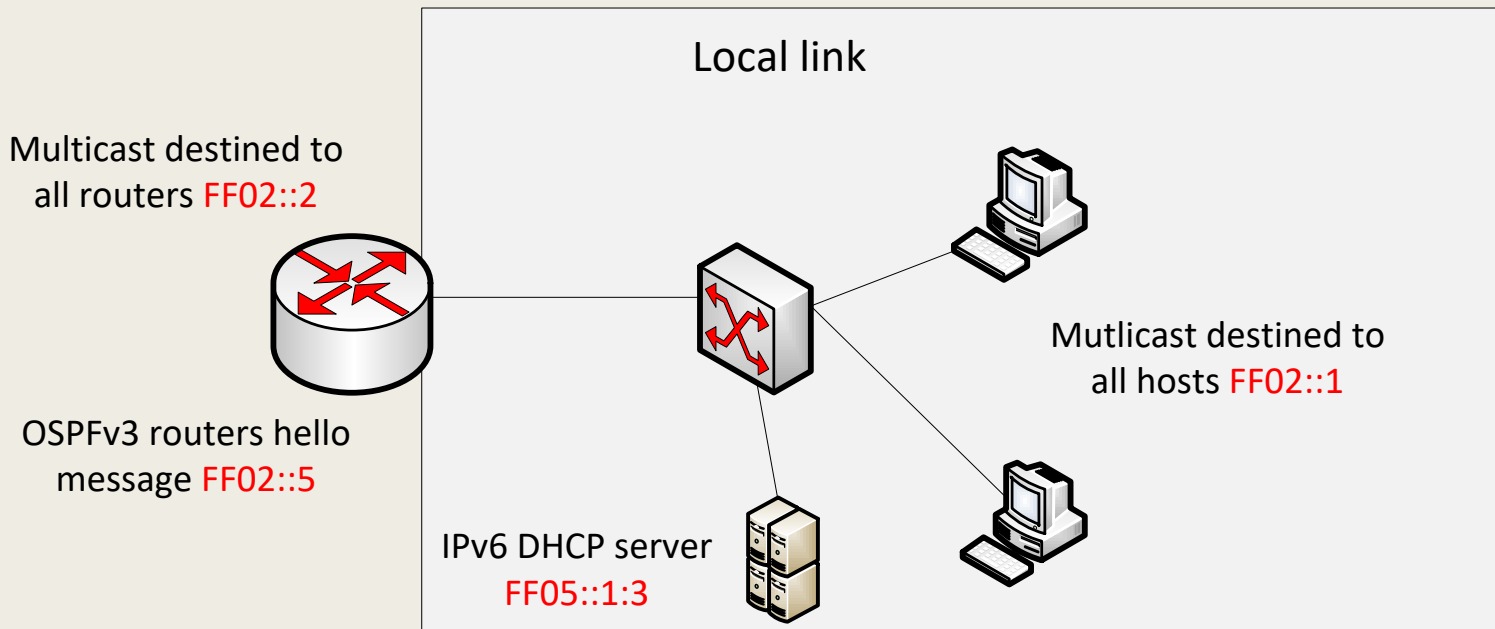 Local link
Multicast destined to
all routers FF02::2
Mutlicast destined to
all hosts FF02::1
OSPFv3 routers hello
message FF02::5
IPv6 DHCP server
FF05::1:3